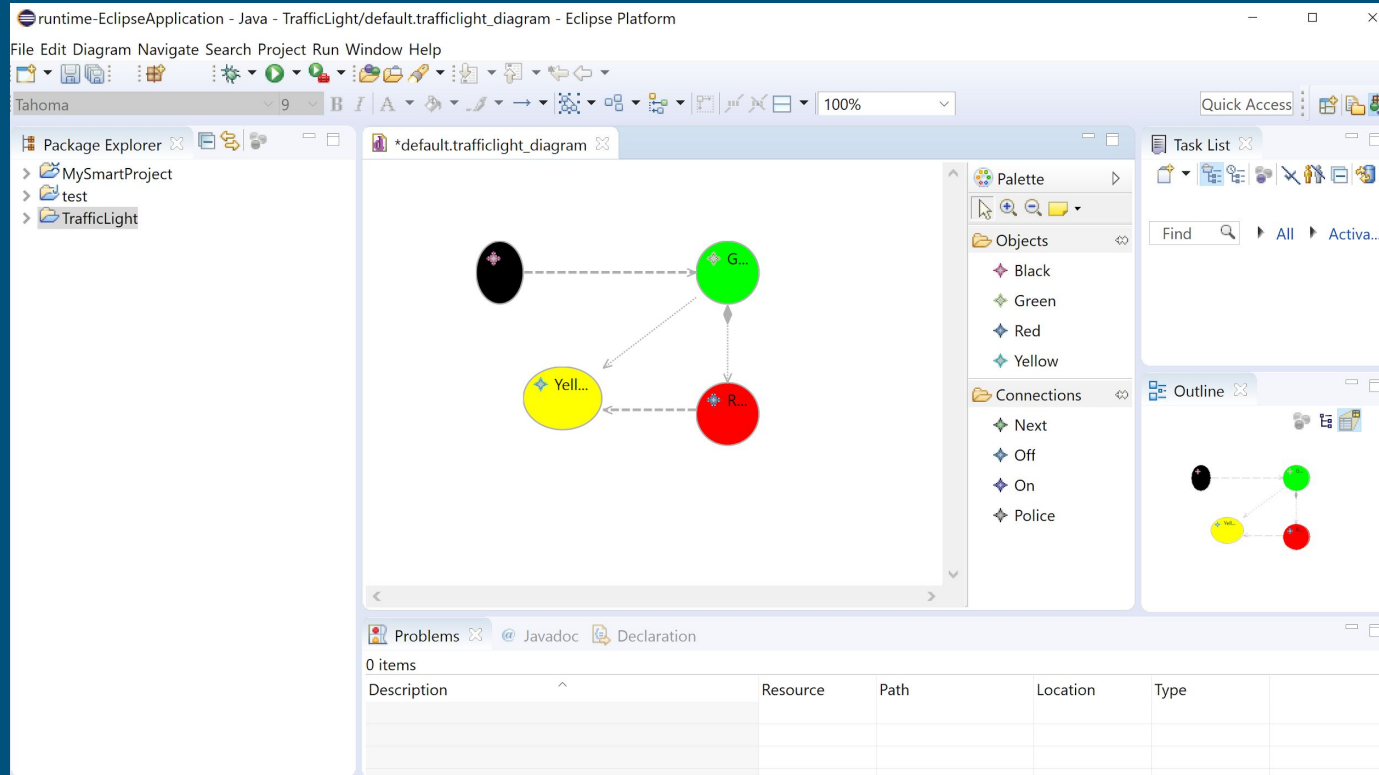 runtime-EclipseApplication - Java - TrafficLight/default.trafficlight_diagram - Eclipse Platform
File Edit Diagram Navigate Search Project Run Window Help
Tahoma 9 B I A 100% Quick Access
Package Explorer
MySmartProject
test
TrafficLight
*default.trafficlight_diagram
G...
Yell...
R...
Palette
Objects
Black
Green
Red
Yellow
Connections
Next
Off
On
Police
Task List
Find All Activa...
Outline
Problems @ Javadoc Declaration
0 items
Description Resource Path Location Type